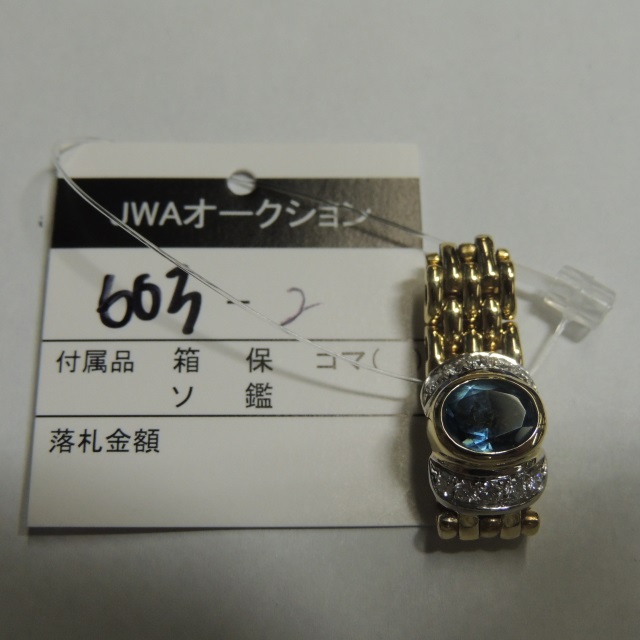 JWAオークション
603-2
付属品 箱 保 コマ( )
ソ 鑑
落札金額